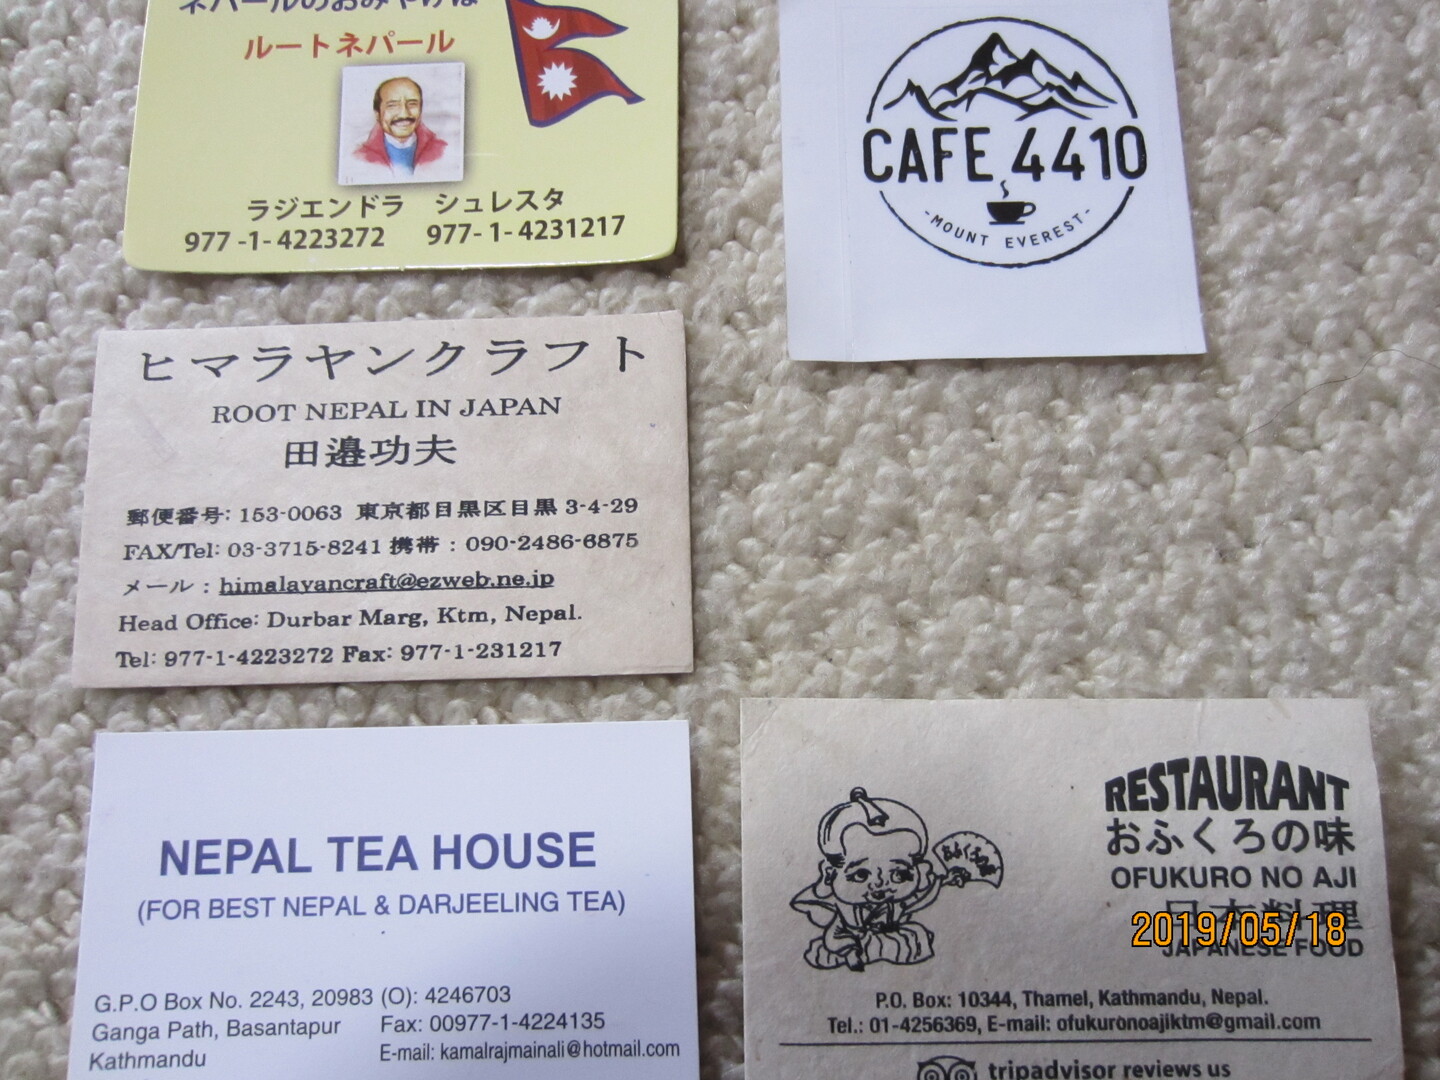 ネパールのおみやげは
ルートネパール
ラジエンドラ シュレスタ
977 -1- 4223272 977- 1- 4231217
CAFE 4410
-MOUNT EVEREST-
ヒマラヤンクラフト
ROOT NEPAL IN JAPAN
田邉功夫
郵便番号: 153-0063 東京都目黒区目黒 3-4-29
FAX/Tel: 03-3715-8241 携帯 : 090-2486-6875
メール : himalayancraft@ezweb.ne.jp
Head Office: Durbar Marg, Ktm, Nepal.
Tel: 977-1-4223272 Fax: 977-1-231217
NEPAL TEA HOUSE
(FOR BEST NEPAL & DARJEELING TEA)
G.P.O Box No. 2243, 20983 (O): 4246703
Ganga Path, Basantapur Fax: 00977-1-4224135
Kathmandu E-mail: kamalrajmainali@hotmail.com
RESTAURANT
おふくろの味
OFUKURO NO AJI
日本料理
JAPANESE FOOD
2019/05/18
P.O. Box: 10344, Thamel, Kathmandu, Nepal.
Tel.: 01-4256369, E-mail: ofukuronoajiktm@gmail.com
tripadvisor reviews us